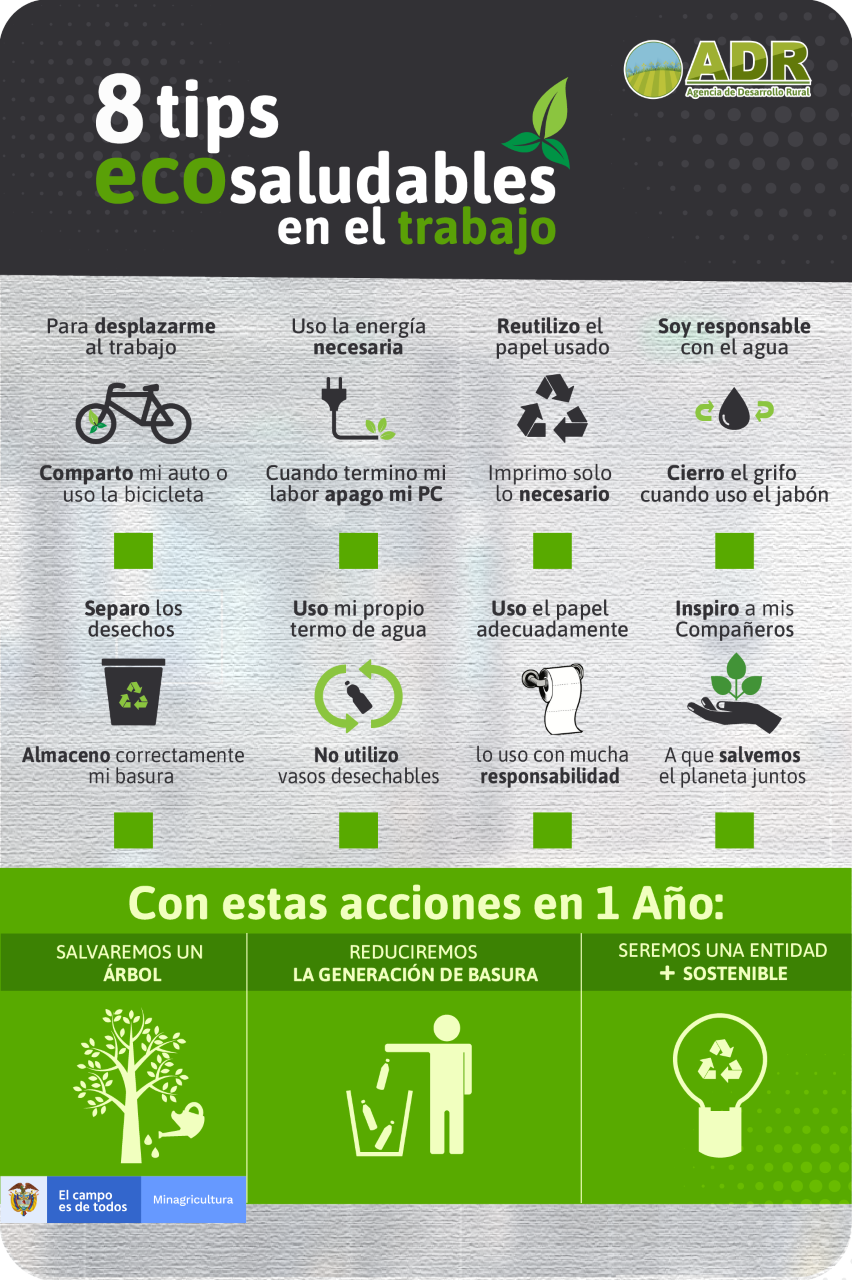 ADR
Agencia de Desarrollo Rural
8 tips
ecosaludables
en el trabajo
Para desplazarme
al trabajo
Comparto mi auto o
uso la bicicleta
Uso la energía
necesaria
Cuando termino mi
labor apago mi PC
Reutilizo el
papel usado
Imprimo solo
lo necesario
Soy responsable
con el agua
Cierro el grifo
cuando uso el jabón
Separo los
desechos
Almaceno correctamente
mi basura
Uso mi propio
termo de agua
No utilizo
vasos desechables
Uso el papel
adecuadamente
lo uso con mucha
responsabilidad
Inspiro a mis
Compañeros
A que salvemos
el planeta juntos
Con estas acciones en 1 Año:
SALVAREMOS UN
ÁRBOL
REDUCIREMOS
LA GENERACIÓN DE BASURA
SEREMOS UNA ENTIDAD
+ SOSTENIBLE
El campo
es de todos
Minagricultura